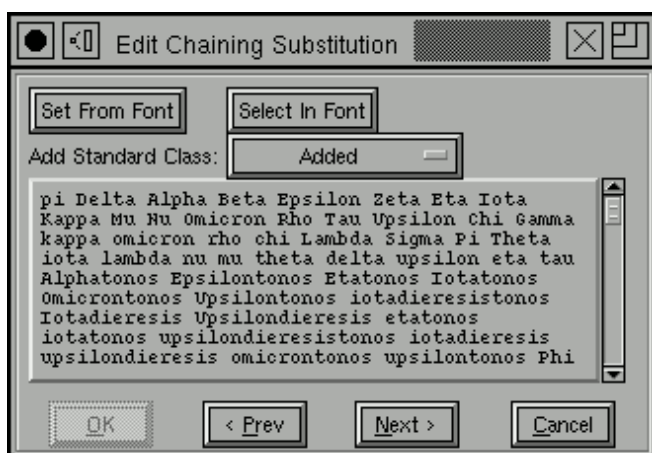 Edit Chaining Substitution
Set From Font Select In Font
Add Standard Class: Added
pi Delta Alpha Beta Epsilon Zeta Eta Iota
Kappa Mu Nu Omicron Rho Tau Upsilon Chi Gamma
kappa omicron rho chi Lambda Sigma Pi Theta
iota lambda nu mu theta delta upsilon eta tau
Alphatonos Epsilontonos Etatonos Iotatonos
Omicrontonos Upsilontonos iotadieresistonos
Iotadieresis Upsilondieresis etatonos
iotatonos upsilondieresistonos iotadieresis
upsilondieresis omicrontonos upsilontonos Phi
OK < Prev Next > Cancel